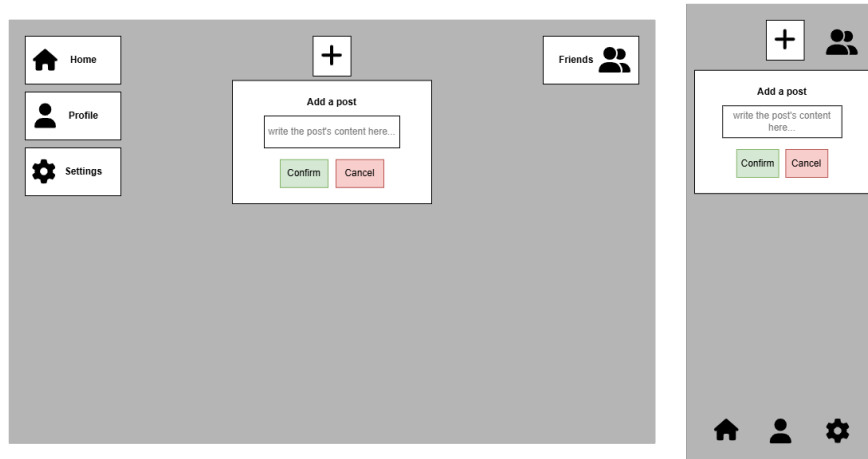 Home
Profile
Settings
Add a post
write the post's content here...
Confirm
Cancel
Friends
Add a post
write the post's content
here...
Confirm
Cancel